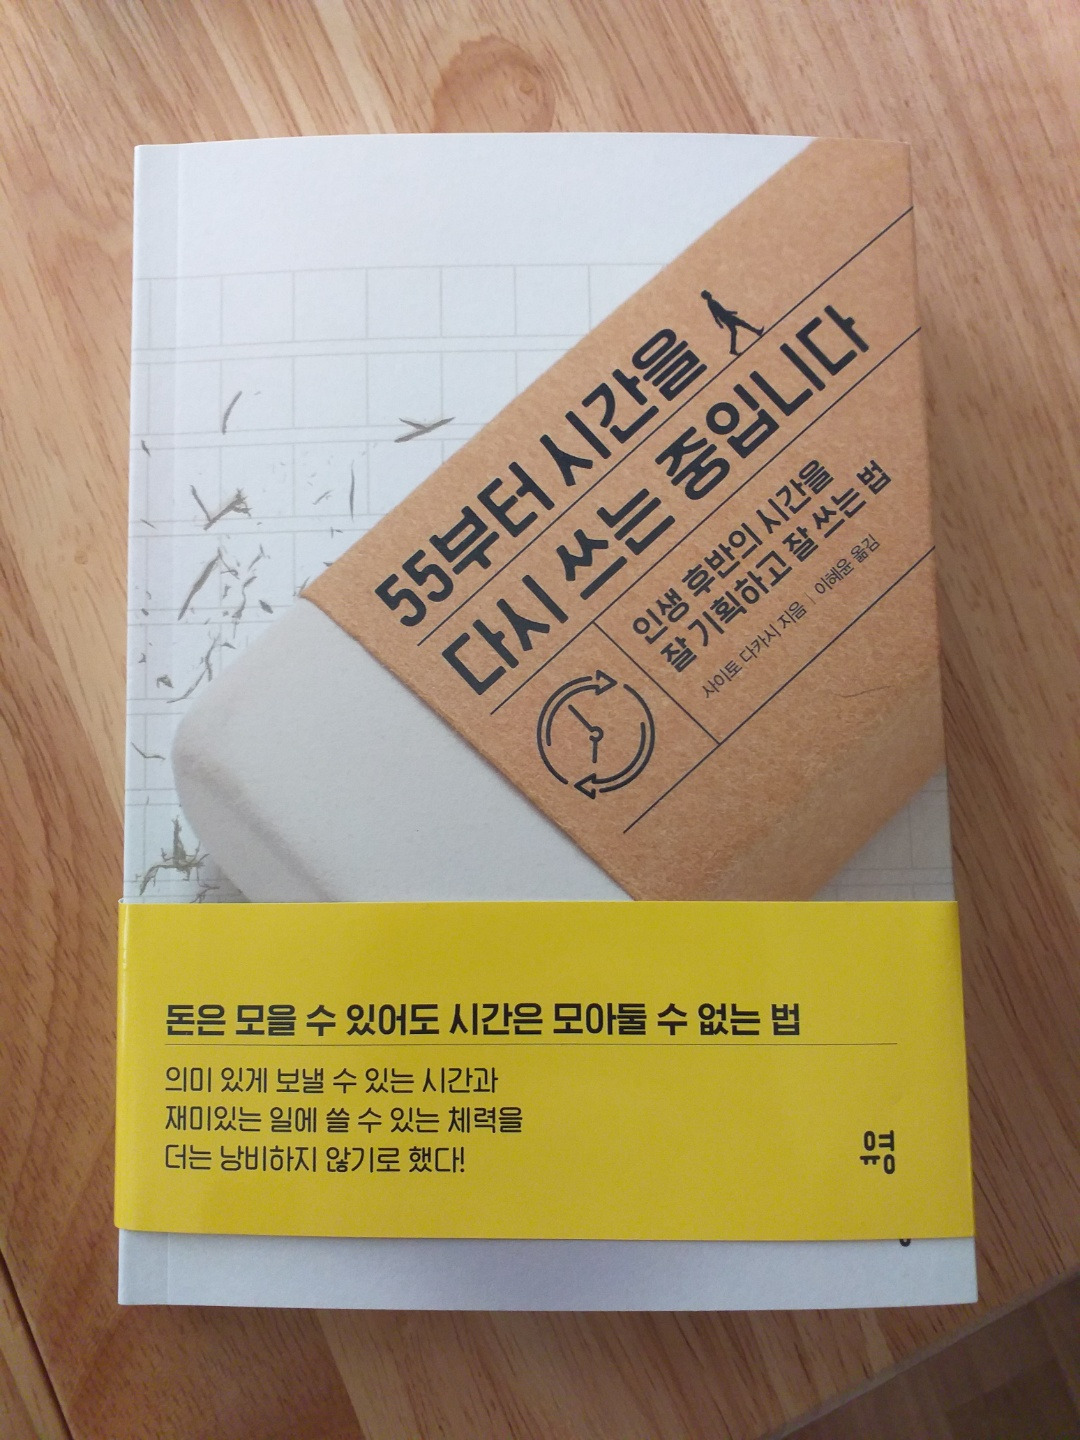 55부터 시간을
다시 쓰는 중입니다
인생 후반의 시간을
잘 기획하고 잘 쓰는 법
사이토 다카시 지음 | 이혜윤 옮김
돈은 모을 수 있어도 시간은 모아둘 수 없는 법
의미 있게 보낼 수 있는 시간과
재미있는 일에 쓸 수 있는 체력을
더는 낭비하지 않기로 했다!